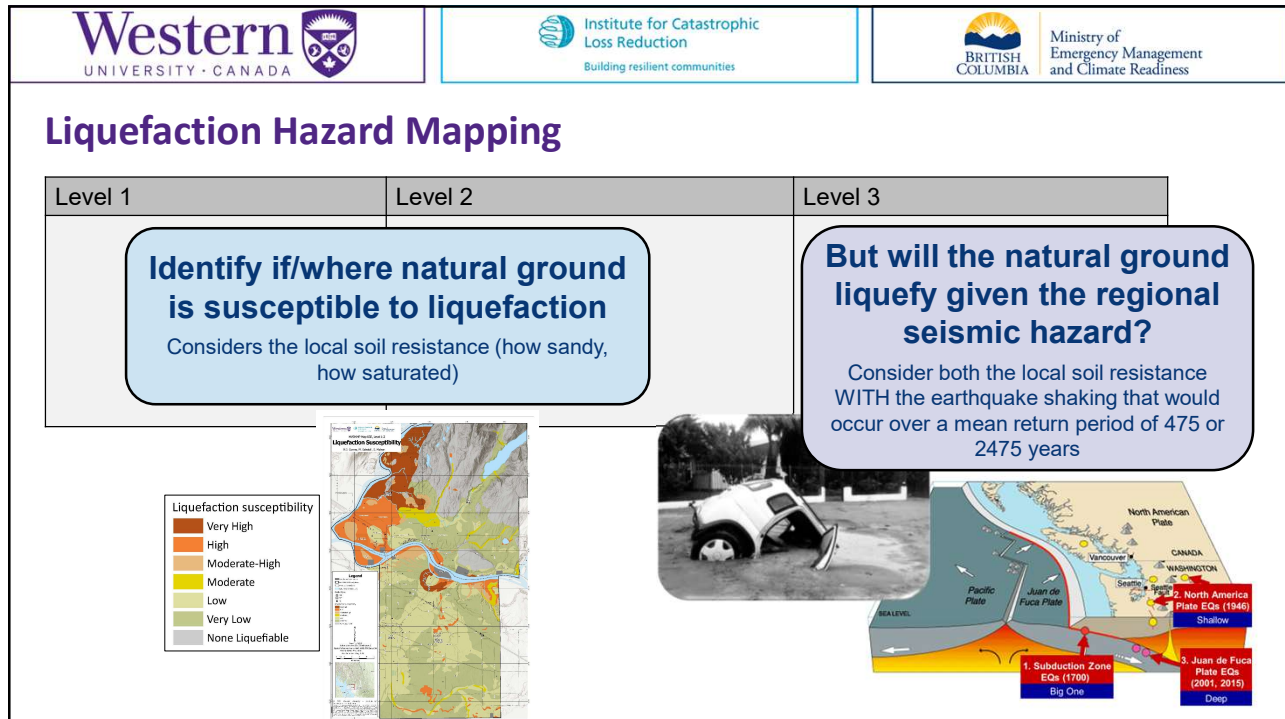 Western
UNIVERSITY · CANADA
Institute for Catastrophic
Loss Reduction
Building resilient communities
BRITISH
COLUMBIA
Ministry of
Emergency Management
and Climate Readiness
Liquefaction Hazard Mapping
Level 1
Level 2
Level 3
Identify if/where natural ground
is susceptible to liquefaction
Considers the local soil resistance (how sandy,
how saturated)
But will the natural ground
liquefy given the regional
seismic hazard?
Consider both the local soil resistance
WITH the earthquake shaking that would
occur over a mean return period of 475 or
2475 years
Liquefaction susceptibility
Very High
High
Moderate-High
Moderate
Low
Very Low
None Liquefiable
Liquefaction Susceptibility
Legend
North American
Plate
Vancouver
CANADA
WASHINGTON
Seattle
Seattle
Fault
Pacific
Plate
Juan de
Fuca Plate
SEA LEVEL
2. North America
Plate EQs (1946)
Shallow
1. Subduction Zone
EQs (1700)
Big One
3. Juan de Fuca
Plate EQs
(2001, 2015)
Deep